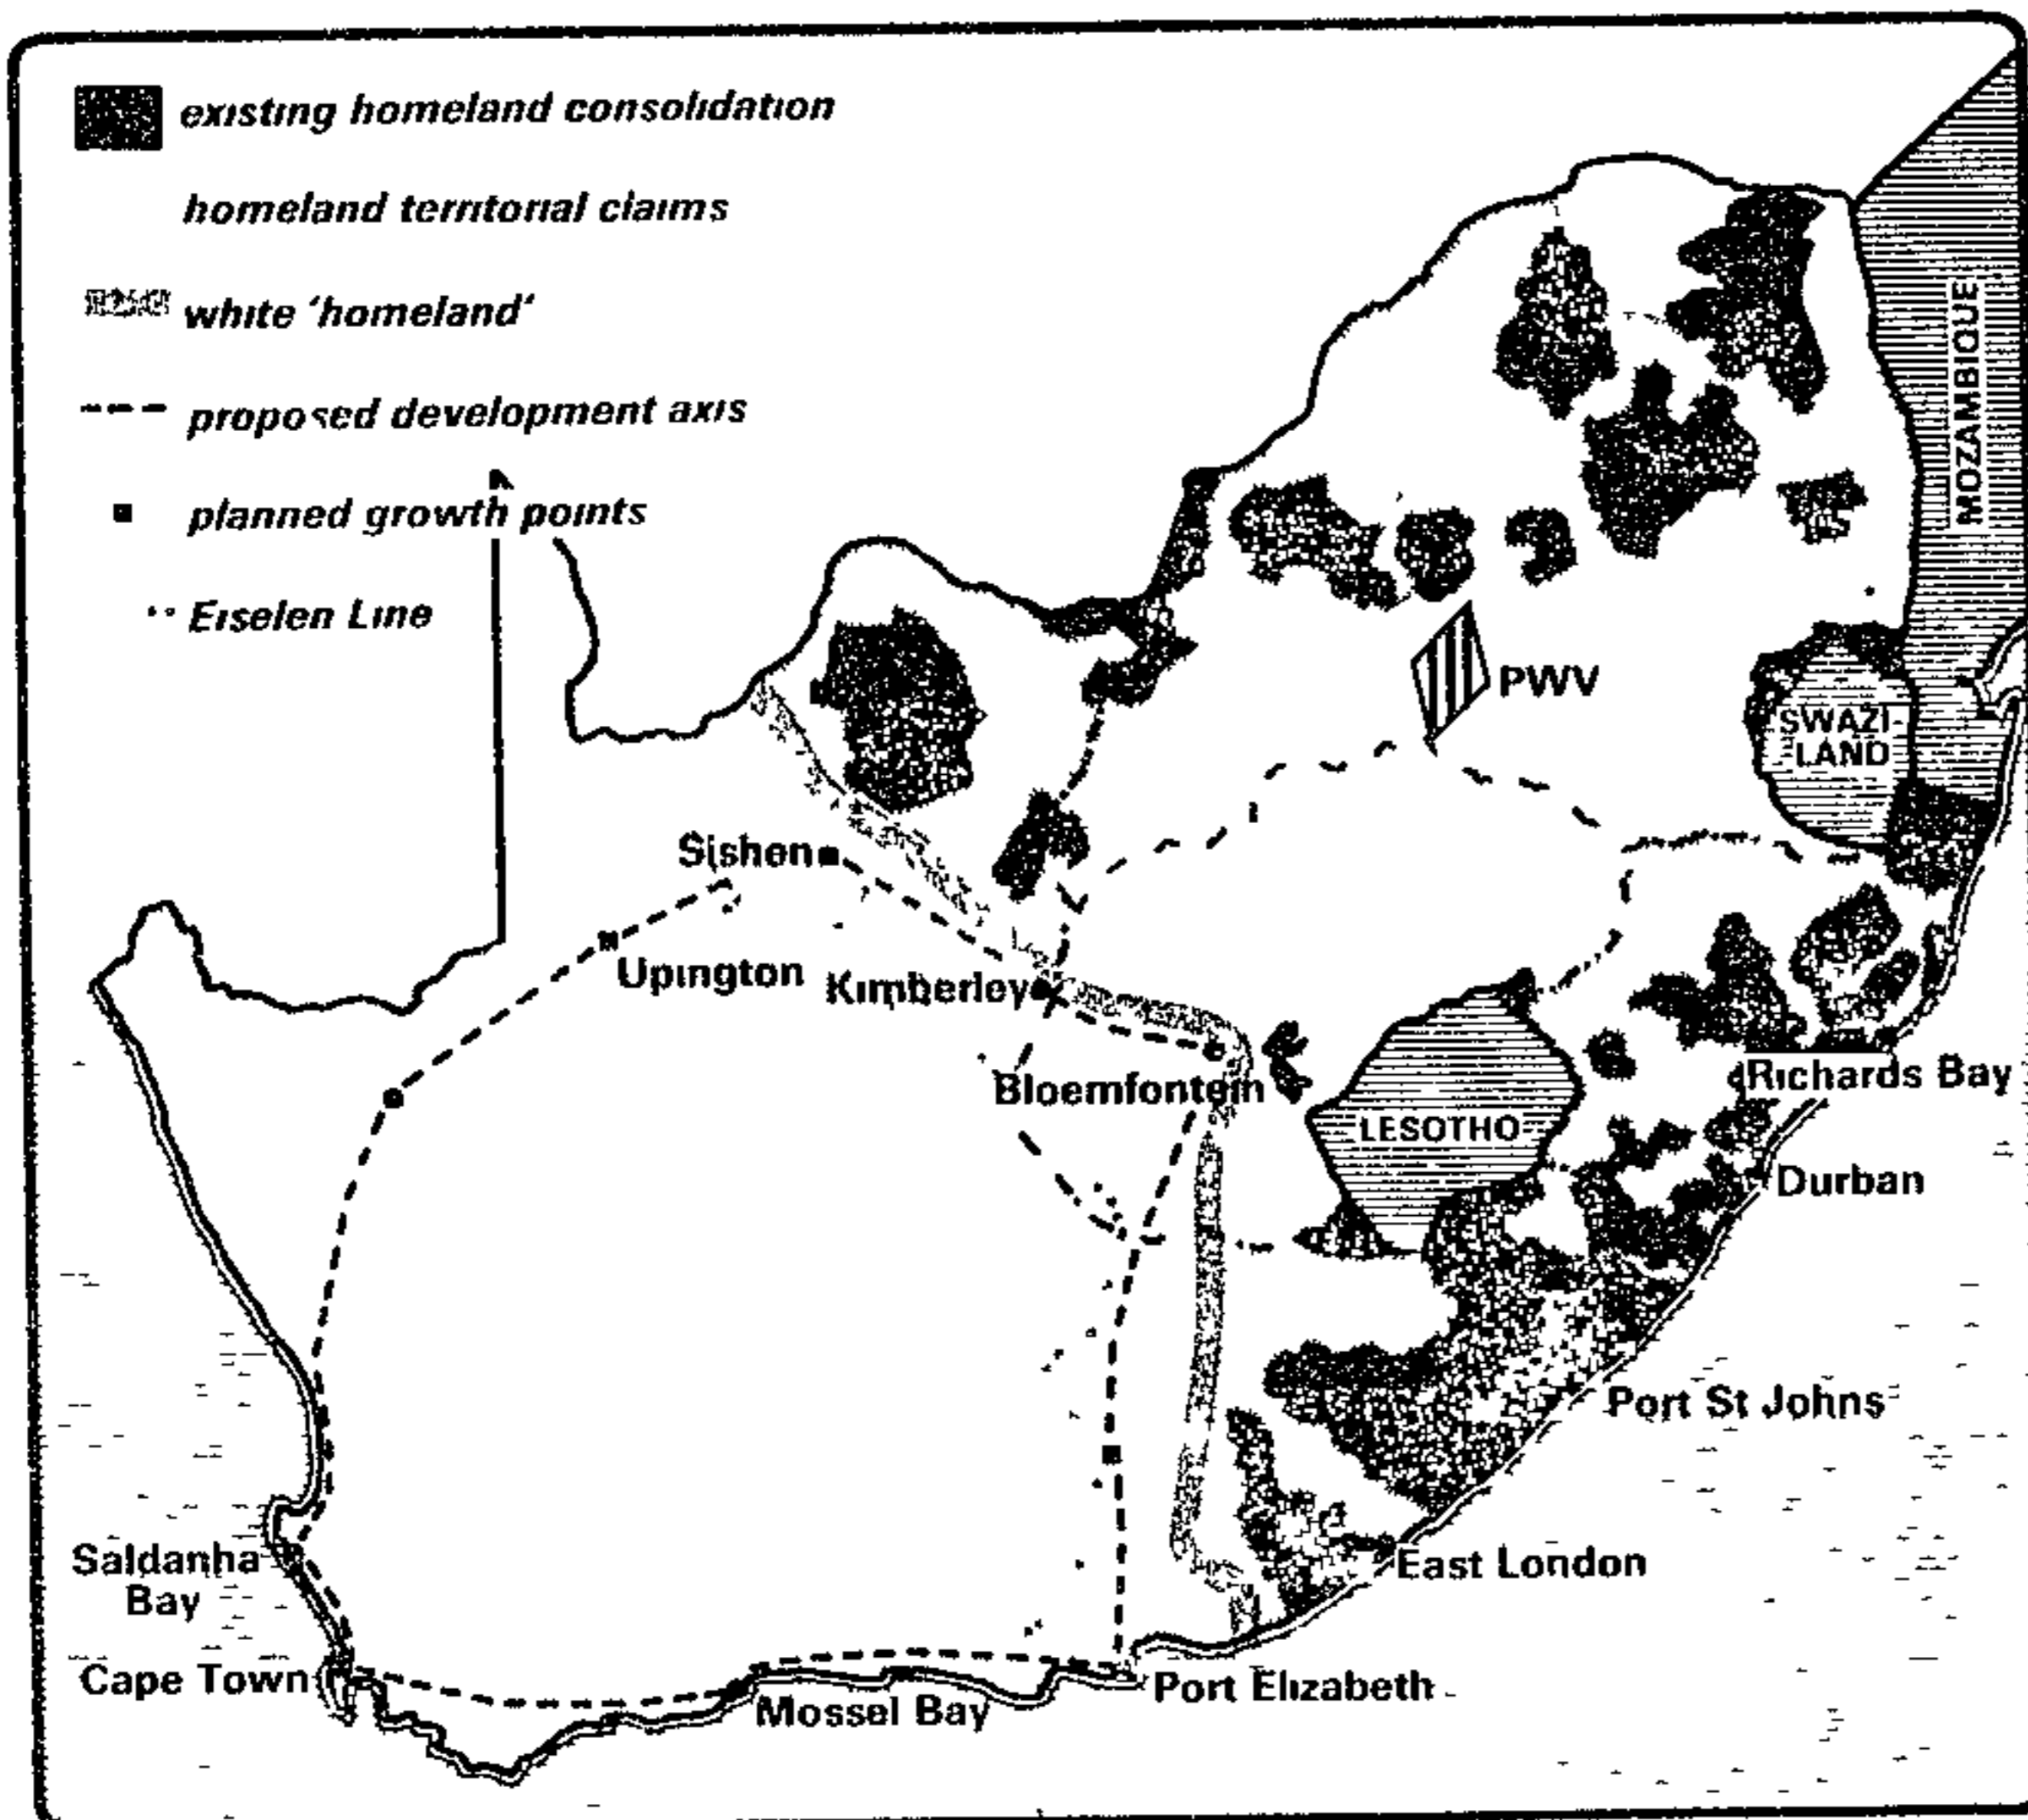 existing homeland consolidation
homeland territorial claims
white 'homeland'
proposed development axis
planned growth points
Eiselen Line
MOZAMBIQUE
PWV
SWAZI-
LAND
Sishen
Upington
Kimberley
Bloemfontein
LESOTHO
Richards Bay
Durban
Port St Johns
East London
Saldanha
Bay
Cape Town
Mossel Bay
Port Elizabeth